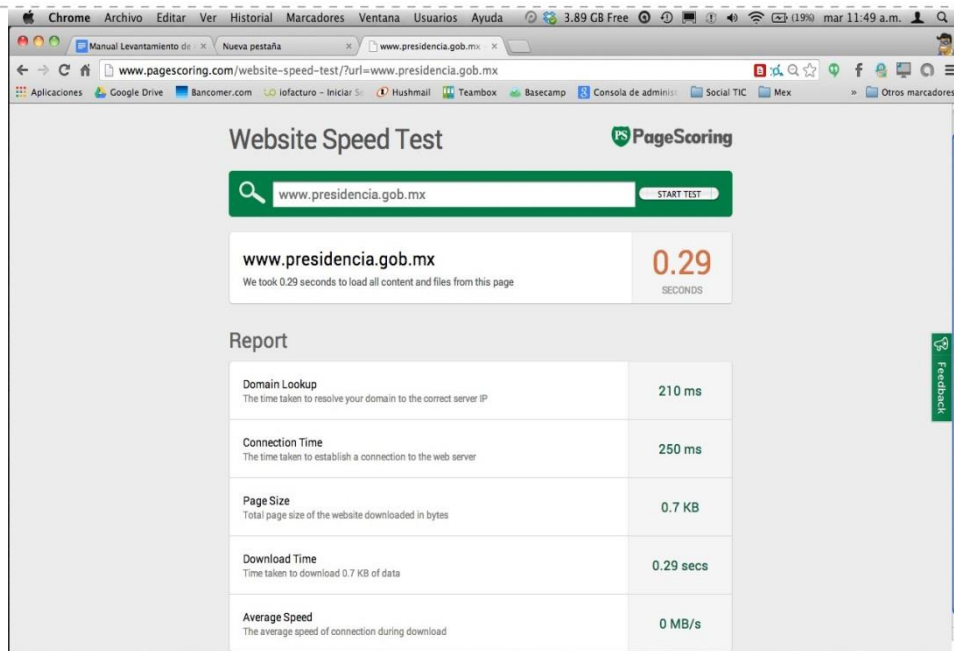 Chrome Archivo Editar Ver Historial Marcadores Ventana Usuarios Ayuda 3.89 GB Free (19%) mar 11:49 a.m.
Manual Levantamiento de Nueva pestaña www.presidencia.gob.mx
www.pagescoring.com/website-speed-test/?url=www.presidencia.gob.mx
Aplicaciones Google Drive Bancomer.com iofacturo - Iniciar Se Hushmail Teambox Basecamp Consola de administ Social TIC Mex » Otros marcadores
Website Speed Test PS PageScoring
www.presidencia.gob.mx START TEST
www.presidencia.gob.mx 0.29
We took 0.29 seconds to load all content and files from this page SECONDS
Report
Feedback
Domain Lookup 210 ms
The time taken to resolve your domain to the correct server IP
Connection Time 250 ms
The time taken to establish a connection to the web server
Page Size 0.7 KB
Total page size of the website downloaded in bytes
Download Time 0.29 secs
Time taken to download 0.7 KB of data
Average Speed 0 MB/s
The average speed of connection during download